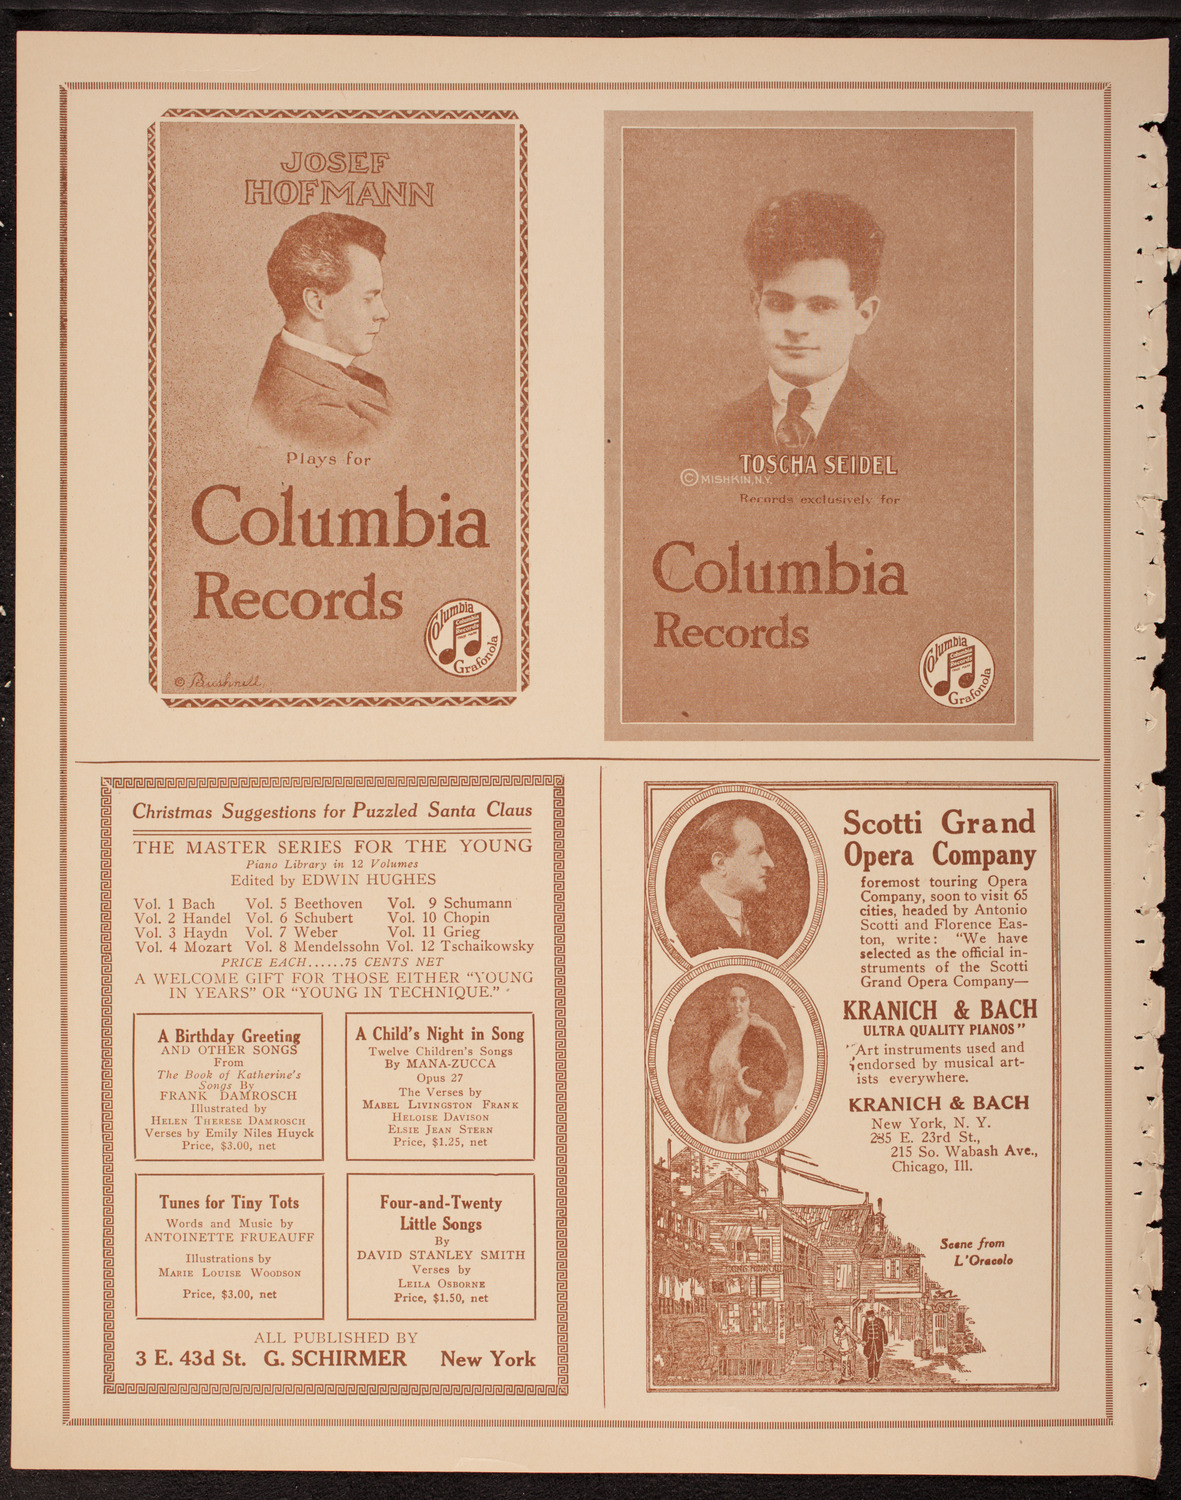 JOSEF
HOFMANN
Plays for
Columbia
Records
Columbia
Grafonola
© Bushnell
TOSCHA SEIDEL
© MISHKIN, N.Y.
Records exclusively for
Columbia
Records
Columbia
Grafonola
Christmas Suggestions for Puzzled Santa Claus
THE MASTER SERIES FOR THE YOUNG
Piano Library in 12 Volumes
Edited by EDWIN HUGHES
Vol. 1 Bach Vol. 5 Beethoven Vol. 9 Schumann
Vol. 2 Handel Vol. 6 Schubert Vol. 10 Chopin
Vol. 3 Haydn Vol. 7 Weber Vol. 11 Grieg
Vol. 4 Mozart Vol. 8 Mendelssohn Vol. 12 Tschaikowsky
PRICE EACH......75 CENTS NET
A WELCOME GIFT FOR THOSE EITHER "YOUNG
IN YEARS" OR "YOUNG IN TECHNIQUE."
A Birthday Greeting
AND OTHER SONGS
From
The Book of Katherine's
Songs By
FRANK DAMROSCH
Illustrated by
HELEN THERESE DAMROSCH
Verses by Emily Niles Huyck
Price, $3.00, net
A Child's Night in Song
Twelve Children's Songs
By MANA-ZUCCA
Opus 27
The Verses by
MABEL LIVINGSTON FRANK
HELOISE DAVISON
ELSIE JEAN STERN
Price, $1.25, net
Tunes for Tiny Tots
Words and Music by
ANTOINETTE FRUEAUFF
Illustrations by
MARIE LOUISE WOODSON
Price, $3.00, net
Four-and-Twenty
Little Songs
By
DAVID STANLEY SMITH
Verses by
LEILA OSBORNE
Price, $1.50, net
ALL PUBLISHED BY
3 E. 43d St. G. SCHIRMER New York
Scotti Grand
Opera Company
foremost touring Opera
Company, soon to visit 65
cities, headed by Antonio
Scotti and Florence Eas-
ton, write: "We have
selected as the official in-
struments of the Scotti
Grand Opera Company—
KRANICH & BACH
ULTRA QUALITY PIANOS"
Art instruments used and
endorsed by musical art-
ists everywhere.
KRANICH & BACH
New York, N. Y.
235 E. 23rd St.,
215 So. Wabash Ave.,
Chicago, Ill.
Scene from
L'Oracolo